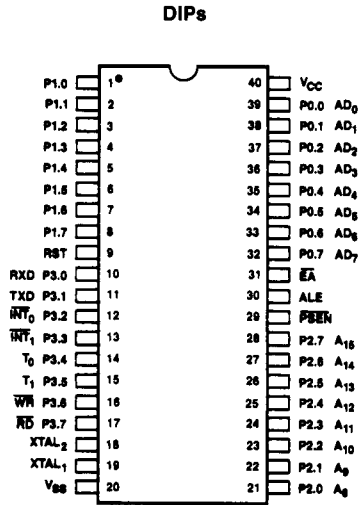 DIPs
P1.0 1 40 VCC
P1.1 2 39 P0.0 AD0
P1.2 3 38 P0.1 AD1
P1.3 4 37 P0.2 AD2
P1.4 5 36 P0.3 AD3
P1.5 6 35 P0.4 AD4
P1.6 7 34 P0.5 AD5
P1.7 8 33 P0.6 AD6
RST 9 32 P0.7 AD7
RXD P3.0 10 31 E̅A̅
TXD P3.1 11 30 ALE
I̅N̅T̅0 P3.2 12 29 P̅S̅E̅N̅
I̅N̅T̅1 P3.3 13 28 P2.7 A15
T0 P3.4 14 27 P2.6 A14
T1 P3.5 15 26 P2.5 A13
W̅R̅ P3.6 16 25 P2.4 A12
R̅D̅ P3.7 17 24 P2.3 A11
XTAL2 18 23 P2.2 A10
XTAL1 19 22 P2.1 A9
VSS 20 21 P2.0 A8